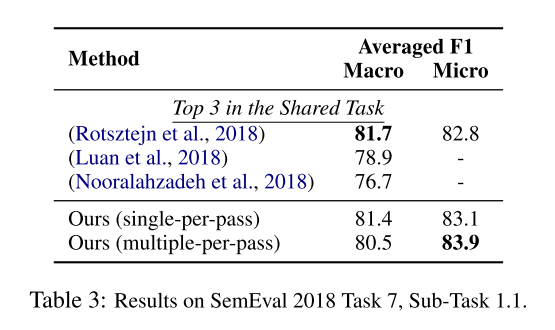 Method Averaged F1
Macro Micro
Top 3 in the Shared Task
(Rotsztejn et al., 2018) 81.7 82.8
(Luan et al., 2018) 78.9 -
(Nooralahzadeh et al., 2018) 76.7 -
Ours (single-per-pass) 81.4 83.1
Ours (multiple-per-pass) 80.5 83.9
Table 3: Results on SemEval 2018 Task 7, Sub-Task 1.1.